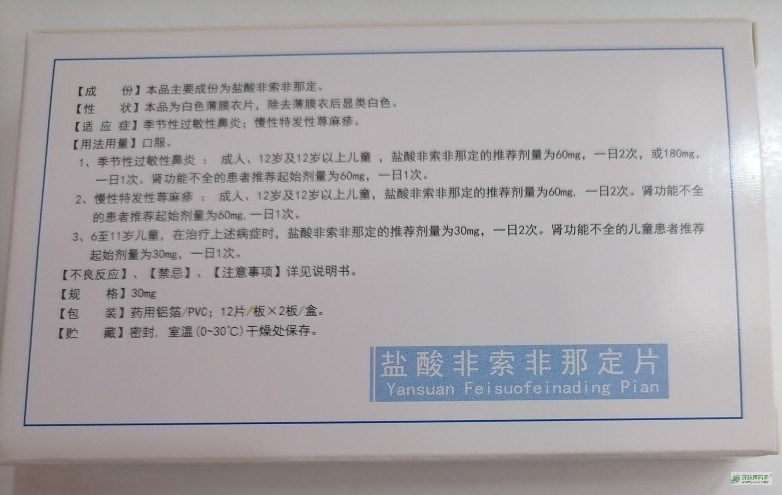 【成　份】本品主要成份为盐酸非索非那定。
【性　状】本品为白色薄膜衣片，除去薄膜衣后显类白色。
【适 应 症】季节性过敏性鼻炎；慢性特发性荨麻疹。
【用法用量】口服。
1、季节性过敏性鼻炎 ： 成人、12岁及12岁以上儿童 ，盐酸非索非那定的推荐剂量为60mg，一日2次，或180mg，
一日1次。肾功能不全的患者推荐起始剂量为60mg，一日1次。
2、慢性特发性荨麻疹 ： 成人、12岁及12岁以上儿童，盐酸非索非那定的推荐剂量为60mg, 一日2次。肾功能不全
的患者推荐起始剂量为60mg,一日1次。
3、6至11岁儿童，在治疗上述病症时，盐酸非索非那定的推荐剂量为30mg，一日2次。肾功能不全的儿童患者推荐
起始剂量为30mg，一日1次。
【不良反应】、【禁忌】、【注意事项】详见说明书。
【规　格】30mg
【包　装】药用铝箔/PVC；12片/板×2板/盒。
【贮　藏】密封, 室温(0~30℃)干燥处保存。
盐酸非索非那定片
Yansuan Feisuofeinading Pian